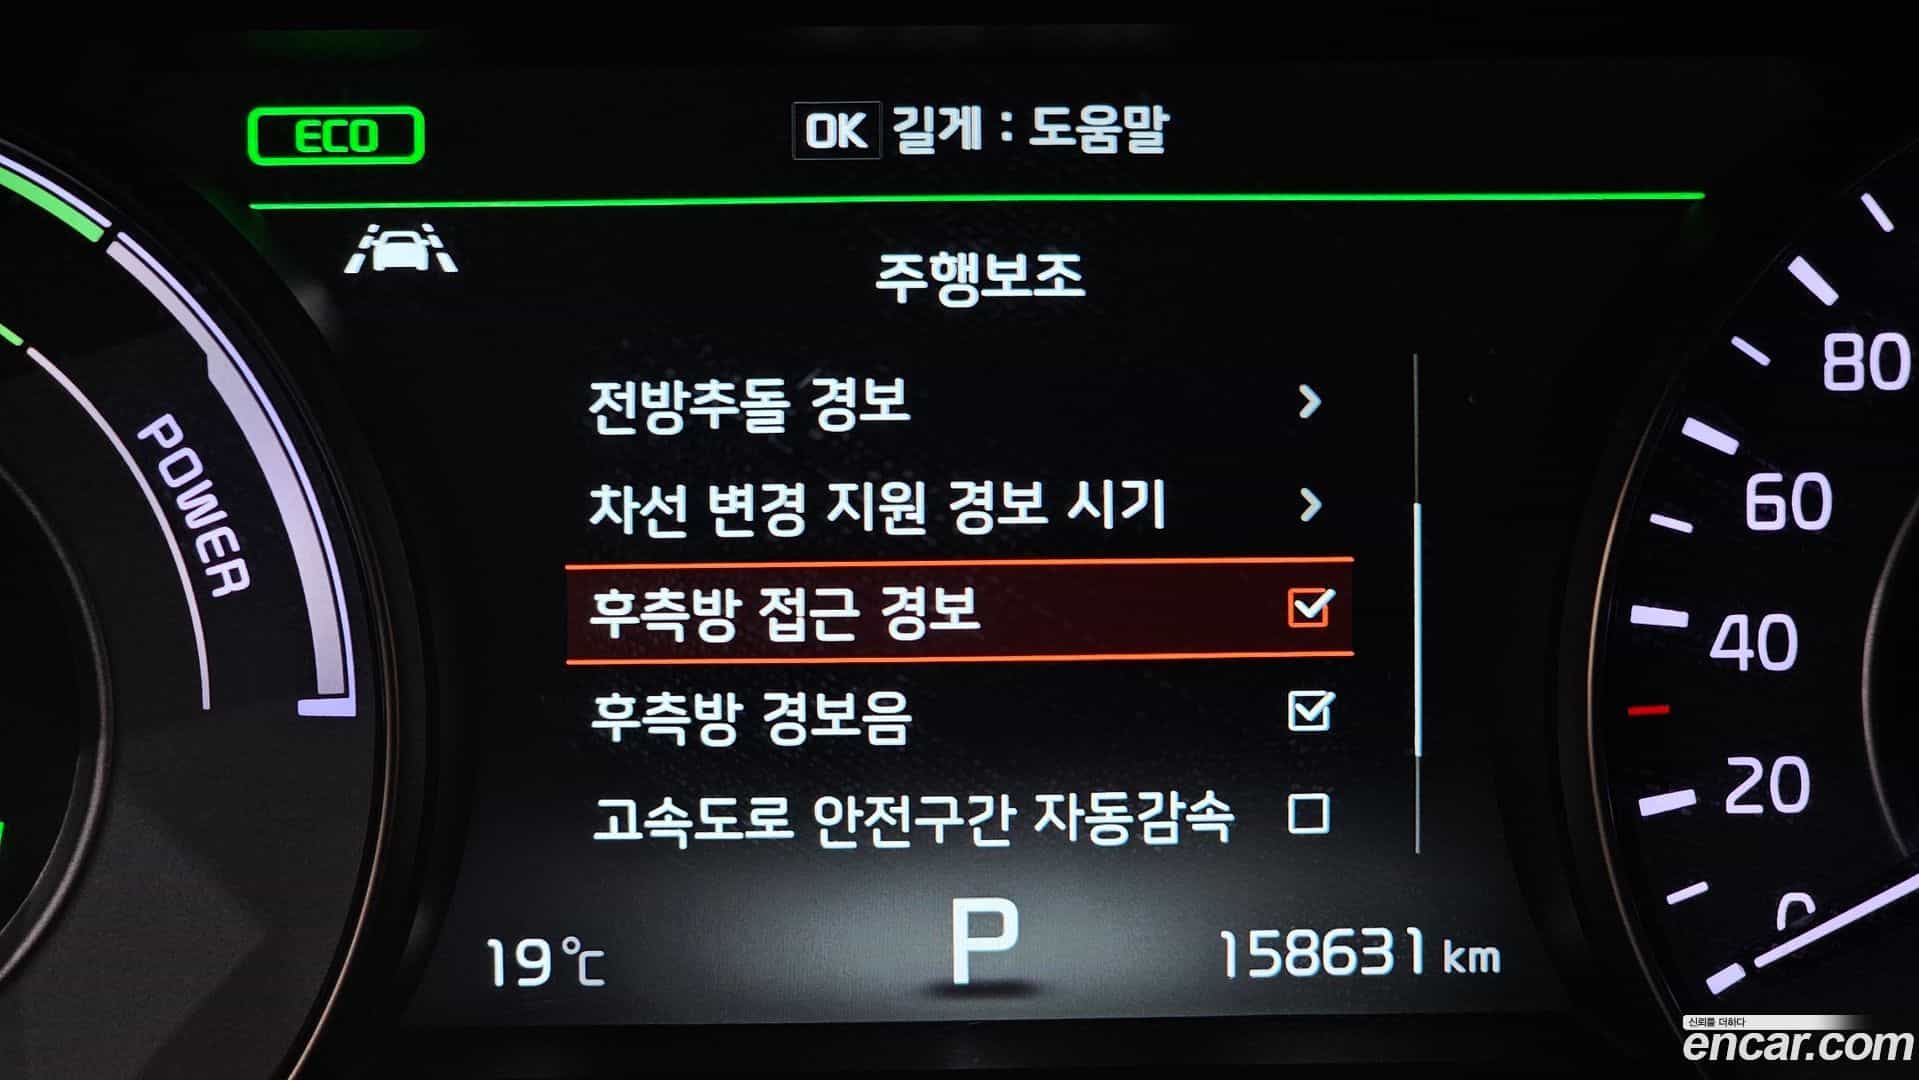 ECO
OK 길게 : 도움말
주행보조
전방추돌 경보
차선 변경 지원 경보 시기
후측방 접근 경보
후측방 경보음
고속도로 안전구간 자동감속
19°C
P
158631 km
POWER
80
60
40
20
0
신뢰를 더하다
encar.com